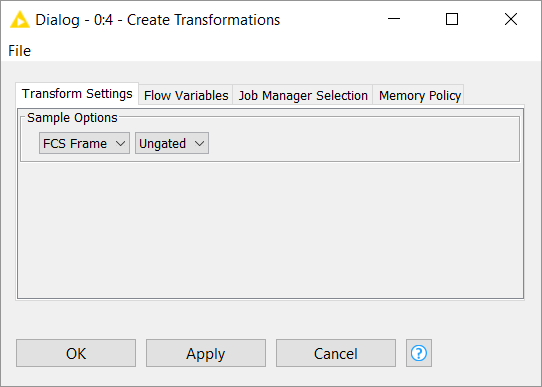 Dialog - 0:4 - Create Transformations
File
Transform Settings Flow Variables Job Manager Selection Memory Policy
Sample Options
FCS Frame Ungated
OK Apply Cancel ?